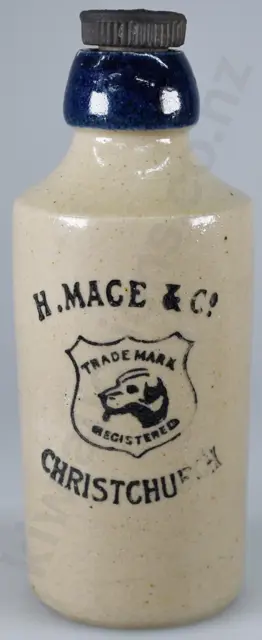 H. MACE & Co
TRADE MARK
REGISTERED
CHRISTCHURCH